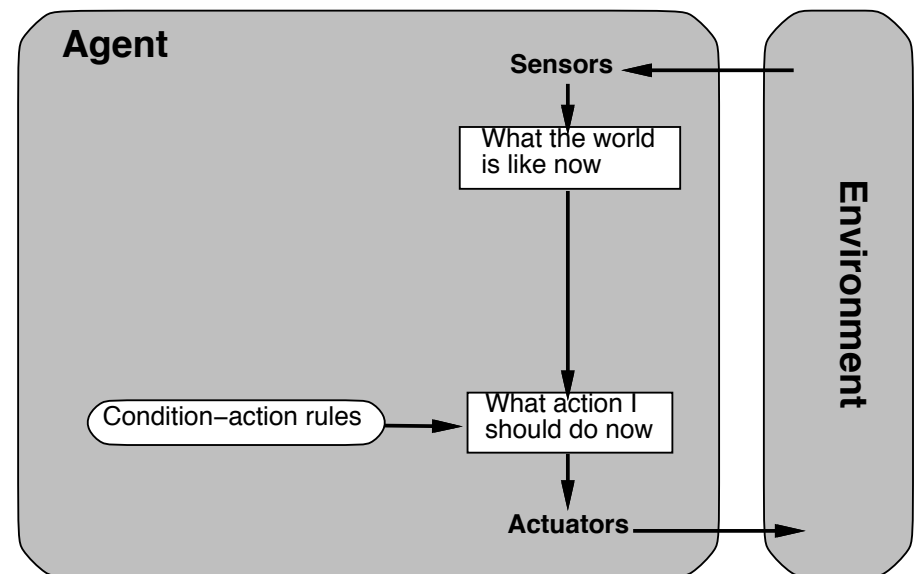 Agent
Sensors
What the world
is like now
Environment
Condition−action rules
What action I
should do now
Actuators